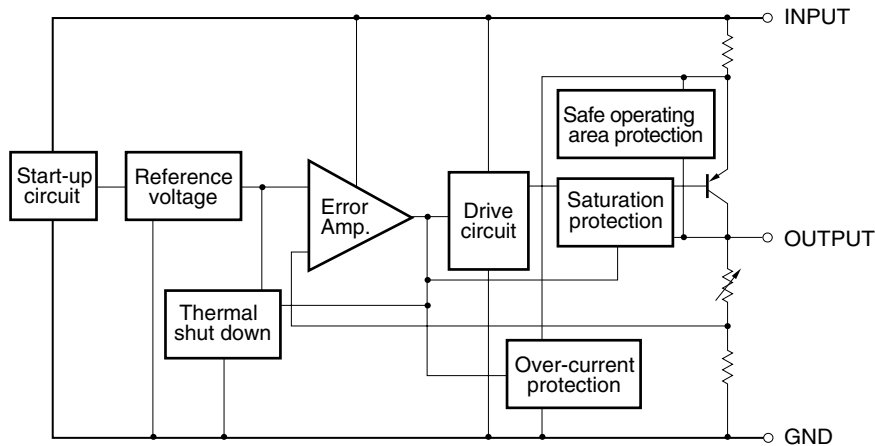 INPUT
Safe operating
area protection
Start-up
circuit
Reference
voltage
Error
Amp.
Drive
circuit
Saturation
protection
OUTPUT
Thermal
shut down
Over-current
protection
GND